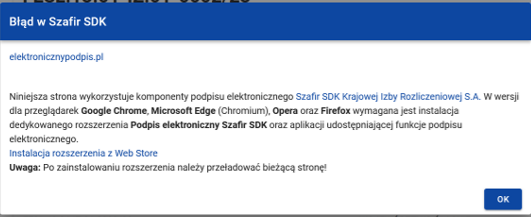 Błąd w Szafir SDK
elektronicznypodpis.pl
Niniejsza strona wykorzystuje komponenty podpisu elektronicznego Szafir SDK Krajowej Izby Rozliczeniowej S.A. W wersji
dla przeglądarek Google Chrome, Microsoft Edge (Chromium), Opera oraz Firefox wymagana jest instalacja
dedykowanego rozszerzenia Podpis elektroniczny Szafir SDK oraz aplikacji udostępniającej funkcje podpisu
elektronicznego.
Instalacja rozszerzenia z Web Store
Uwaga: Po zainstalowaniu rozszerzenia należy przeładować bieżącą stronę!
OK